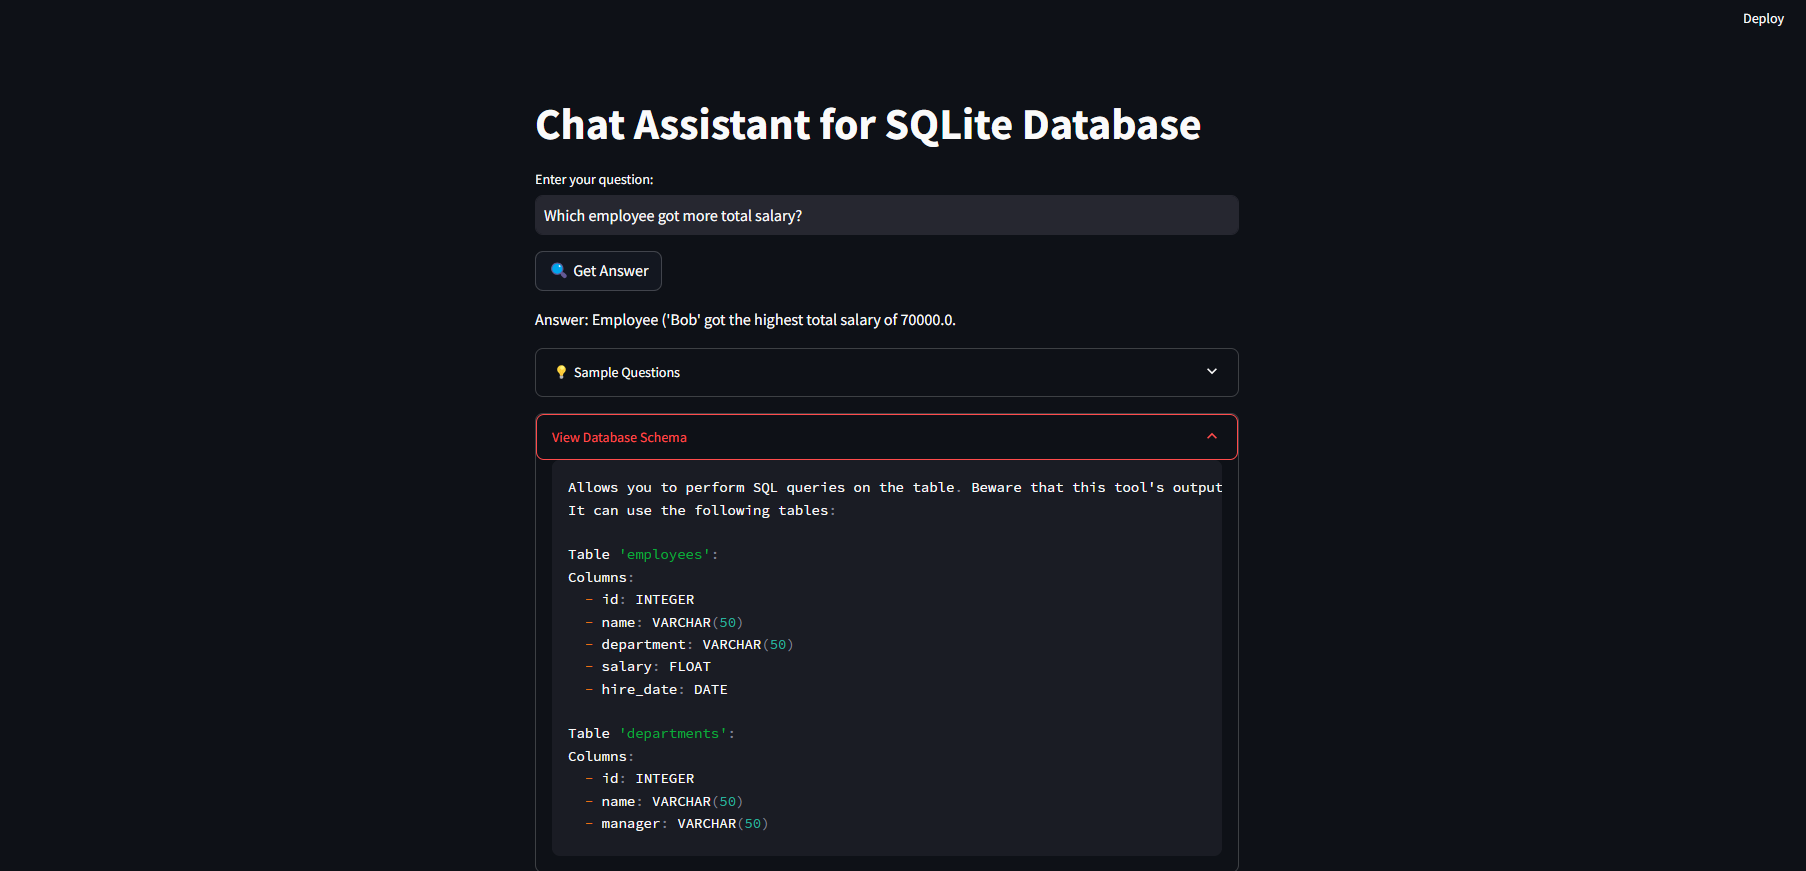 Deploy
Chat Assistant for SQLite Database
Enter your question:
Which employee got more total salary?
🔍 Get Answer
Answer: Employee ('Bob' got the highest total salary of 70000.0.
💡 Sample Questions
View Database Schema
Allows you to perform SQL queries on the table. Beware that this tool's output
It can use the following tables:
Table 'employees':
Columns:
- id: INTEGER
- name: VARCHAR(50)
- department: VARCHAR(50)
- salary: FLOAT
- hire_date: DATE
Table 'departments':
Columns:
- id: INTEGER
- name: VARCHAR(50)
- manager: VARCHAR(50)